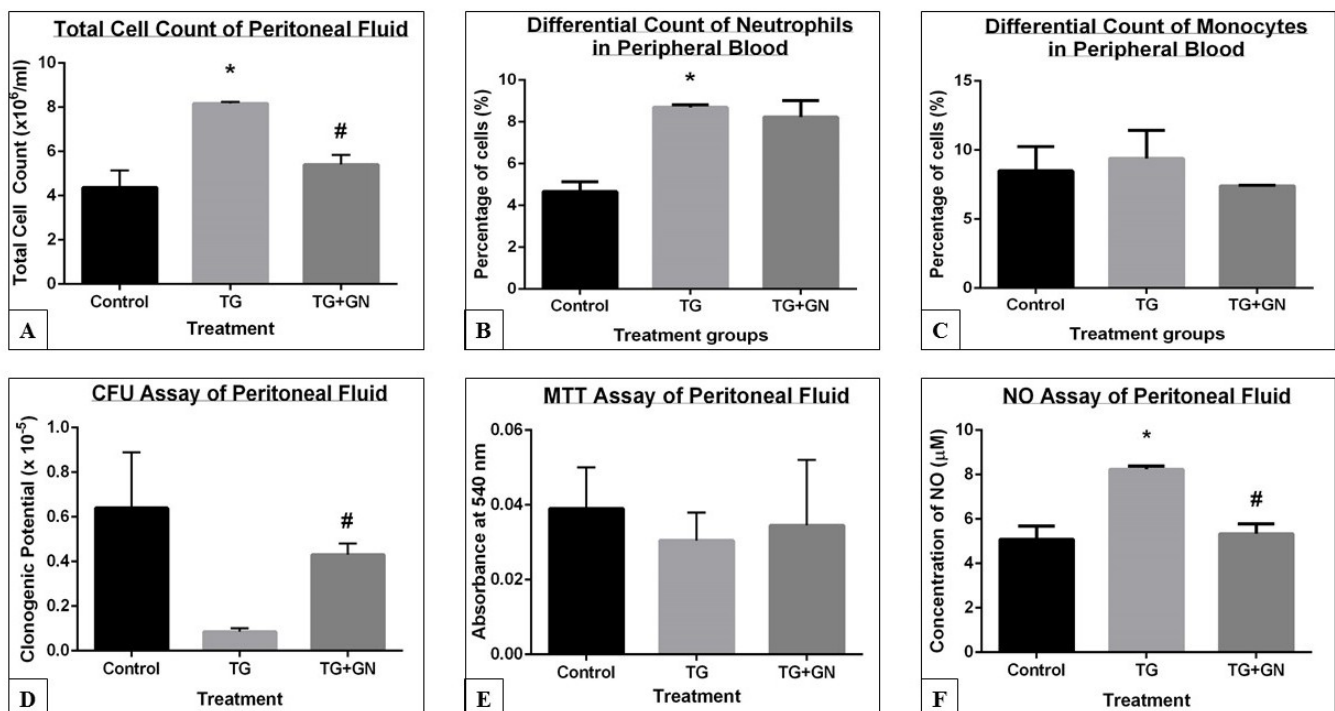 Total Cell Count of Peritoneal Fluid
Total Cell Count (x10⁶/ml)
10
8
6
4
2
0
*
#
Control TG TG+GN
Treatment
A
Differential Count of Neutrophils
in Peripheral Blood
Percentage of cells (%)
10
8
6
4
2
0
*
Control TG TG+GN
Treatment groups
B
Differential Count of Monocytes
in Peripheral Blood
Percentage of cells (%)
15
10
5
0
Control TG TG+GN
Treatment groups
C
CFU Assay of Peritoneal Fluid
Clonogenic Potential (x 10⁻⁵)
1.0
0.8
0.6
0.4
0.2
0.0
#
Control TG TG+GN
Treatment
D
MTT Assay of Peritoneal Fluid
Absorbance at 540 nm
0.06
0.04
0.02
0.00
Control TG TG+GN
Treatment
E
NO Assay of Peritoneal Fluid
Concentration of NO (µM)
10
8
6
4
2
0
*
#
Control TG TG+GN
Treatment
F